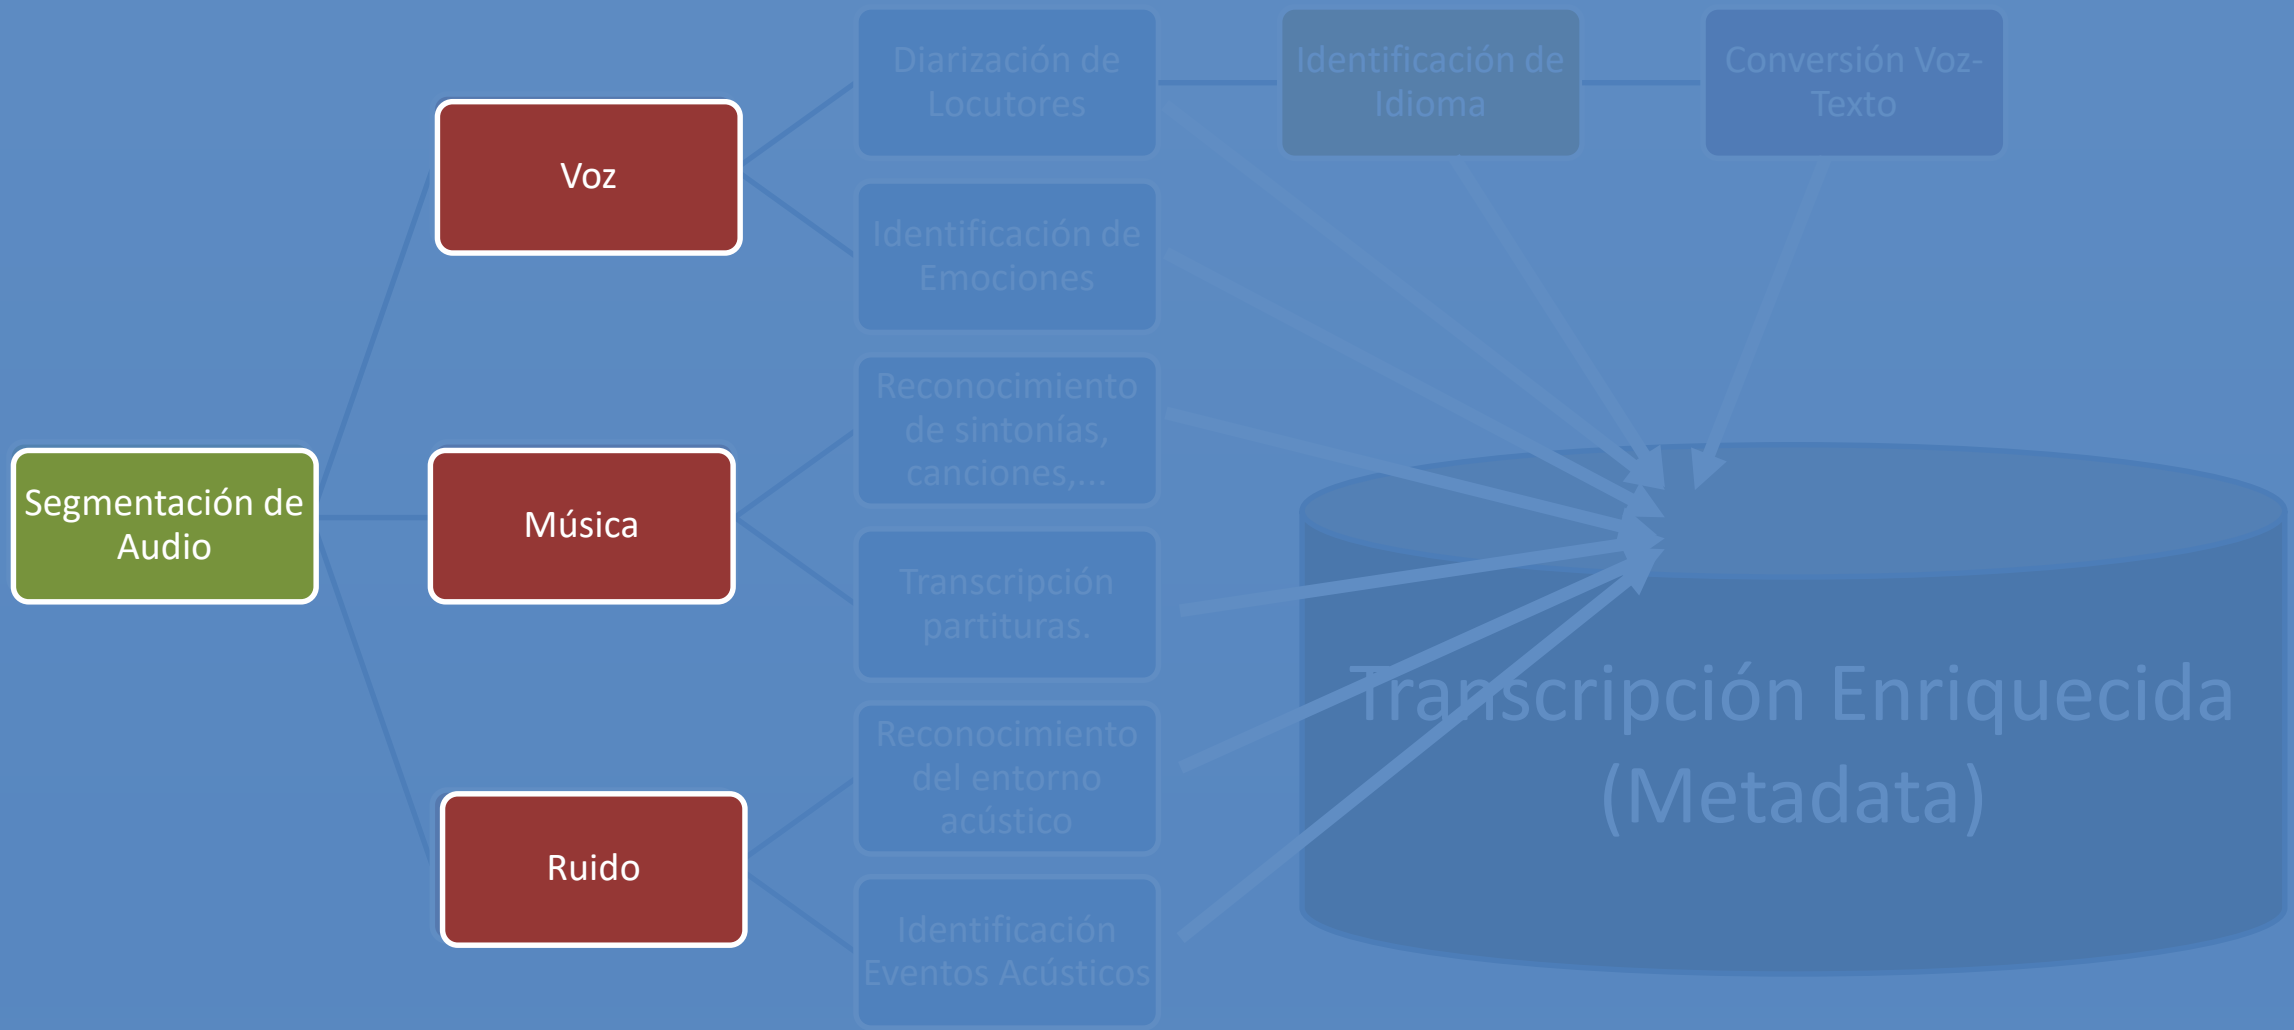 Segmentación de
Audio
Voz
Música
Ruido
Diarización de
Locutores
Identificación de
Idioma
Conversión Voz-
Texto
Identificación de
Emociones
Reconocimiento
de sintonías,
canciones,...
Transcripción
partituras.
Reconocimiento
del entorno
acústico
Identificación
Eventos Acústicos
Transcripción Enriquecida
(Metadata)